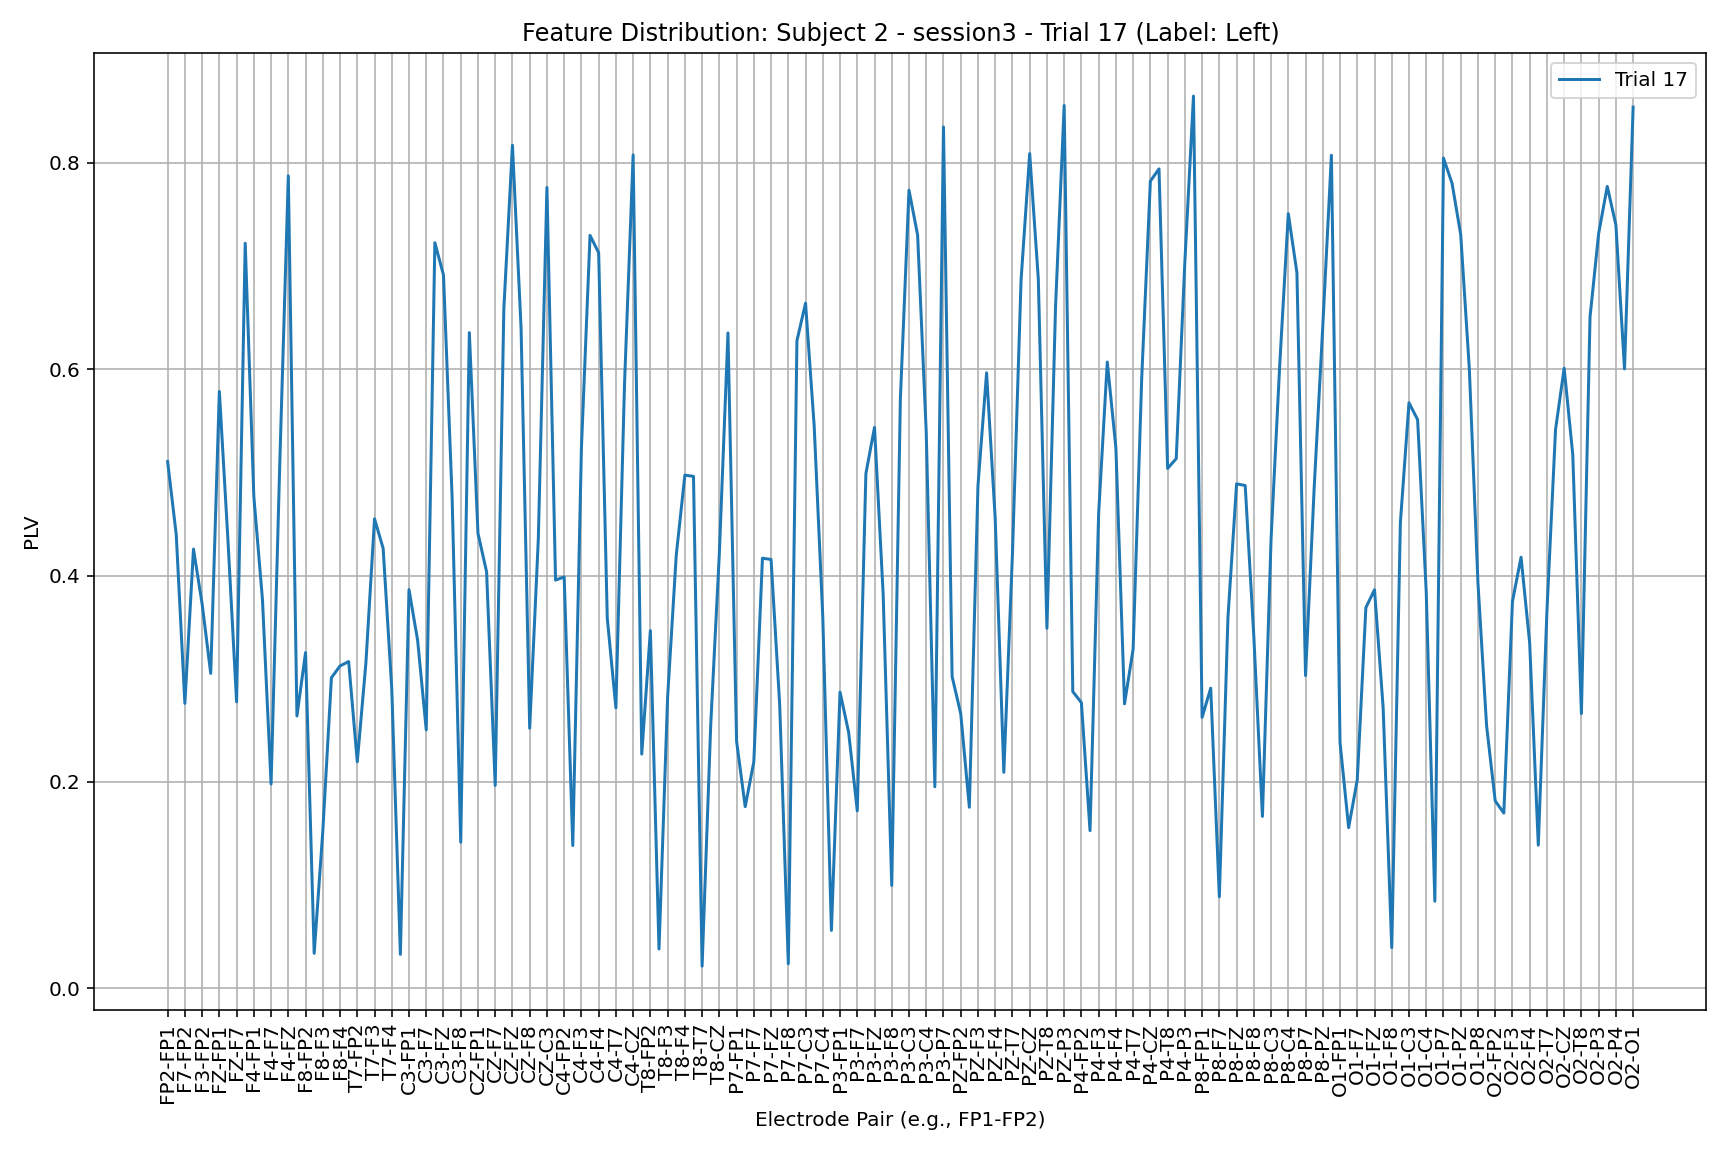 Feature Distribution: Subject 2 - session3 - Trial 17 (Label: Left)
Trial 17
PLV
0.8
0.6
0.4
0.2
0.0
FP2-FP1
F7-FP2
F3-FP2
FZ-FP1
FZ-F7
F4-FP1
F4-F7
F4-FZ
F8-FP2
F8-F3
F8-F4
T7-FP2
T7-F3
T7-F4
C3-FP1
C3-F7
C3-FZ
C3-F8
CZ-FP1
CZ-F7
CZ-FZ
CZ-F8
CZ-C3
C4-FP2
C4-F3
C4-F4
C4-T7
C4-CZ
T8-FP2
T8-F3
T8-F4
T8-T7
T8-CZ
P7-FP1
P7-F7
P7-FZ
P7-F8
P7-C3
P7-C4
P3-FP1
P3-F7
P3-FZ
P3-F8
P3-C3
P3-C4
P3-P7
PZ-FP2
PZ-F3
PZ-F4
PZ-T7
PZ-CZ
PZ-T8
PZ-P3
P4-FP2
P4-F3
P4-F4
P4-T7
P4-CZ
P4-T8
P4-P3
P8-FP1
P8-F7
P8-FZ
P8-F8
P8-C3
P8-C4
P8-P7
P8-PZ
O1-FP1
O1-F7
O1-FZ
O1-F8
O1-C3
O1-C4
O1-P7
O1-PZ
O1-P8
O2-FP2
O2-F3
O2-F4
O2-T7
O2-CZ
O2-T8
O2-P3
O2-P4
O2-O1
Electrode Pair (e.g., FP1-FP2)